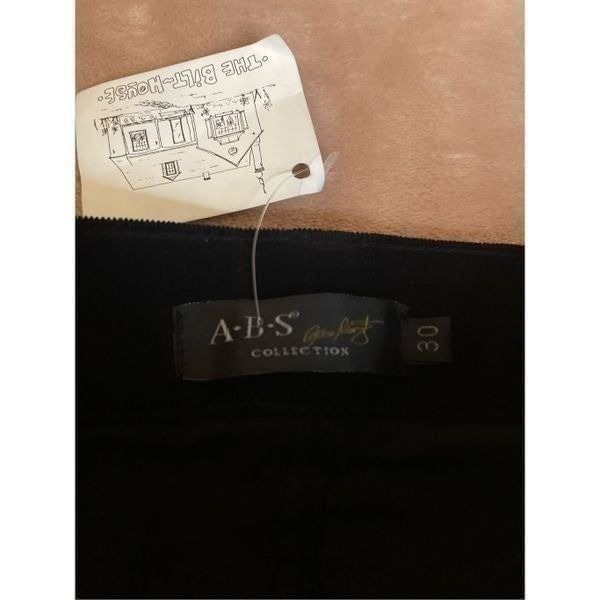 ·THE BiLT-HOUSE·
A·B·S®
COLLECTION
30